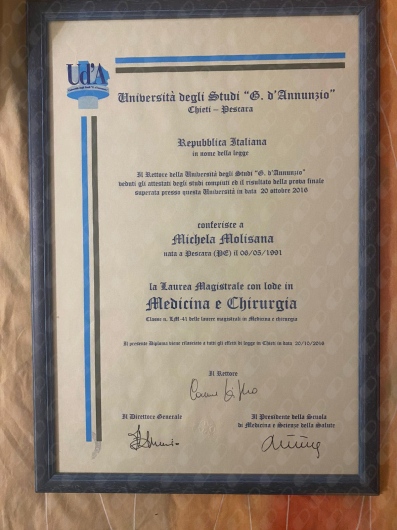 Ud'A
Università degli Studi "G. d'Annunzio"
Chieti – Pescara
Repubblica Italiana
in nome della legge
Il Rettore della Università degli Studi "G. d'Annunzio"
veduti gli attestati degli studi compiuti ed il risultato della prova finale
superata presso questa Università in data 20 ottobre 2016
conferisce a
Michela Molisana
nata a Pescara (PE) il 06/05/1991
la Laurea Magistrale con lode in
Medicina e Chirurgia
Classe n. LM-41 delle lauree magistrali in Medicina e chirurgia
Il presente Diploma viene rilasciato a tutti gli effetti di legge in Chieti in data 20/10/2016
Il Rettore
Il Direttore Generale
Il Presidente della Scuola
di Medicina e Scienze della Salute